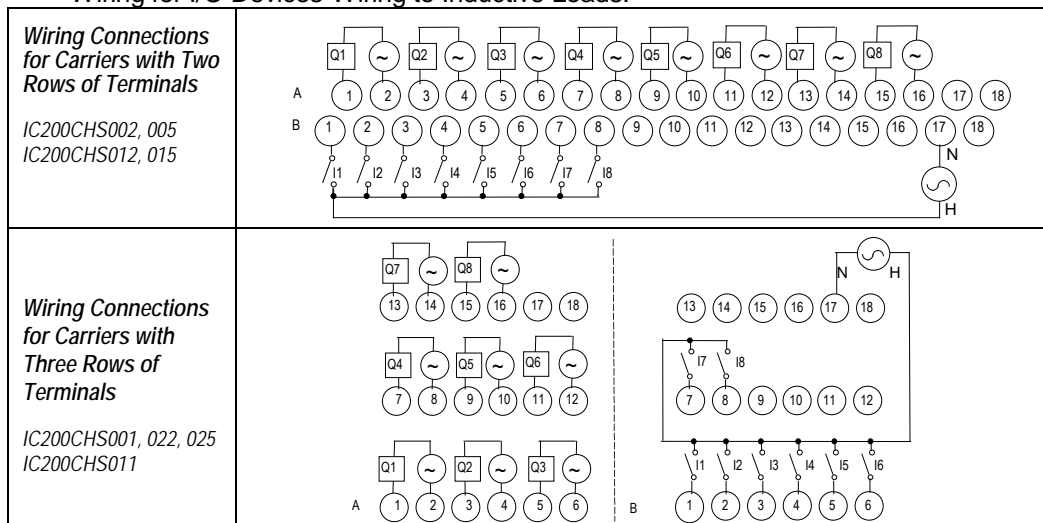 Wiring for I/O Devices Wiring to Inductive Loads.
Wiring Connections
for Carriers with Two
Rows of Terminals
IC200CHS002, 005
IC200CHS012, 015
Q1 ~ Q2 ~ Q3 ~ Q4 ~ Q5 ~ Q6 ~ Q7 ~ Q8 ~
A 1 2 3 4 5 6 7 8 9 10 11 12 13 14 15 16 17 18
B 1 2 3 4 5 6 7 8 9 10 11 12 13 14 15 16 17 18
N
I1 I2 I3 I4 I5 I6 I7 I8
H
Wiring Connections
for Carriers with
Three Rows of
Terminals
IC200CHS001, 022, 025
IC200CHS011
Q7 ~ Q8 ~
13 14 15 16 17 18
Q4 ~ Q5 ~ Q6 ~
7 8 9 10 11 12
Q1 ~ Q2 ~ Q3 ~
A 1 2 3 4 5 6
N H
13 14 15 16 17 18
I7 I8
7 8 9 10 11 12
I1 I2 I3 I4 I5 I6
B 1 2 3 4 5 6